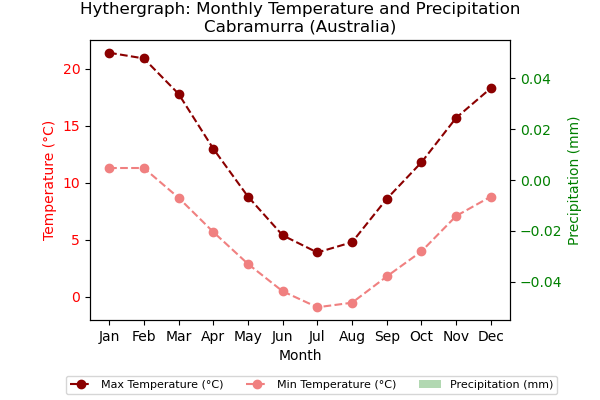 Hythergraph: Monthly Temperature and Precipitation
Cabramurra (Australia)
Temperature (°C)
20
15
10
5
0
0.04
0.02
0.00
−0.02
−0.04
Precipitation (mm)
Jan Feb Mar Apr May Jun Jul Aug Sep Oct Nov Dec
Month
Max Temperature (°C) Min Temperature (°C) Precipitation (mm)